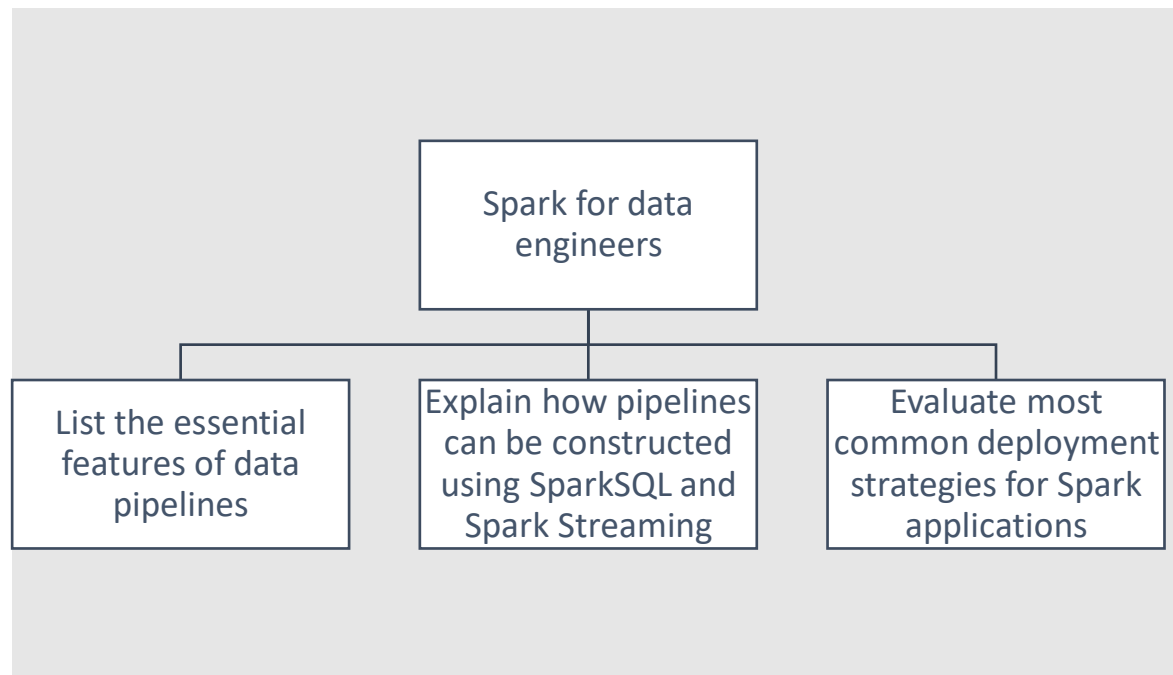 Spark for data
engineers
List the essential
features of data
pipelines
Explain how pipelines
can be constructed
using SparkSQL and
Spark Streaming
Evaluate most
common deployment
strategies for Spark
applications